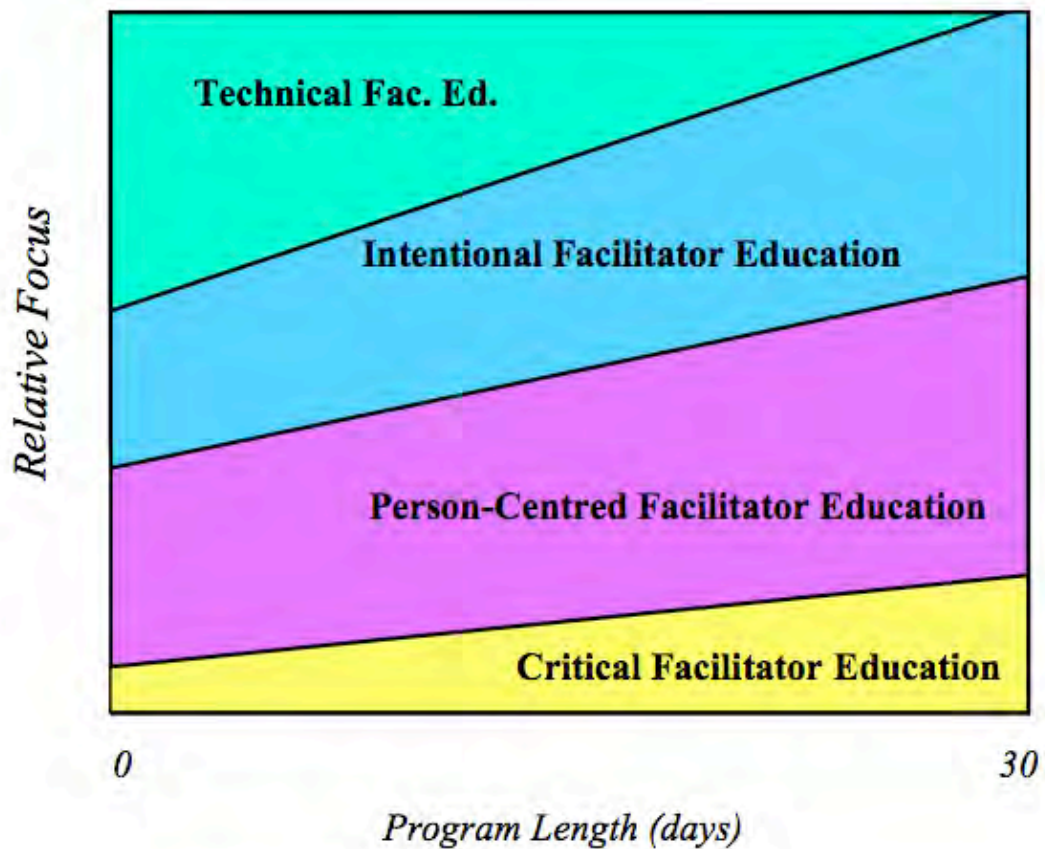 Technical Fac. Ed.
Intentional Facilitator Education
Relative Focus
Person-Centred Facilitator Education
Critical Facilitator Education
0
30
Program Length (days)